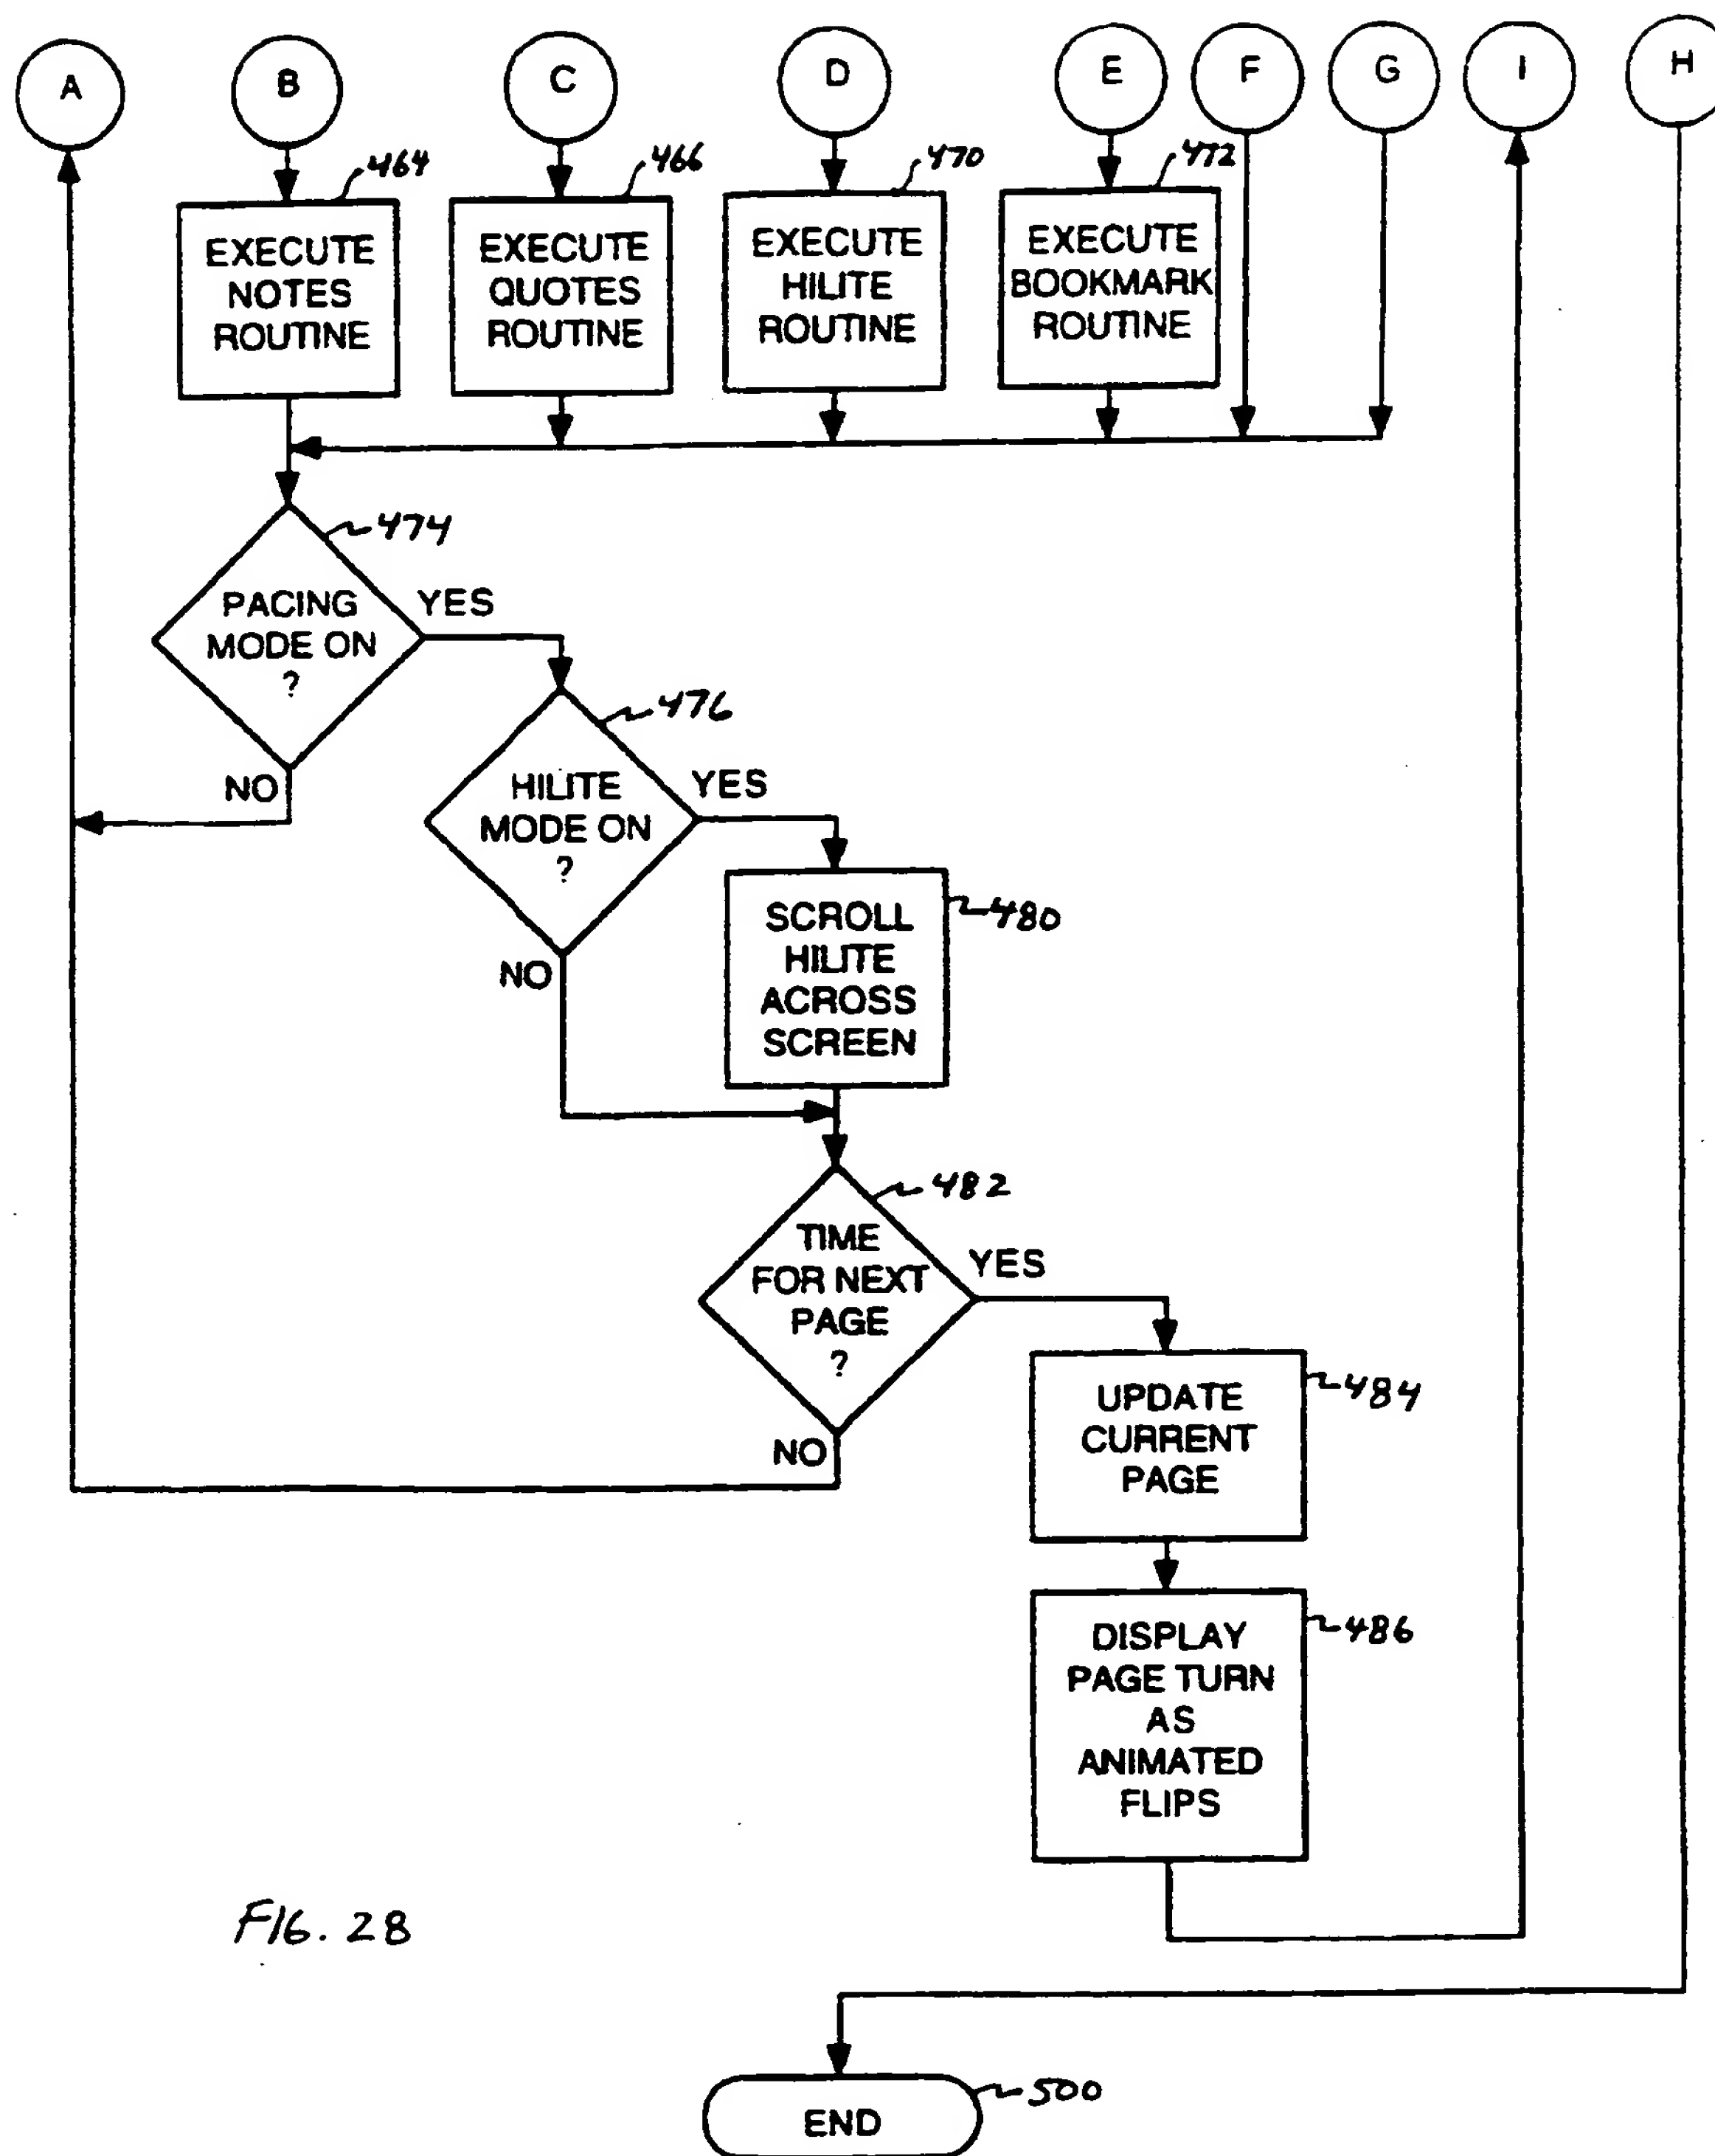 A B C D E F G I H
464 466 470 472
EXECUTE
NOTES
ROUTINE
EXECUTE
QUOTES
ROUTINE
EXECUTE
HILITE
ROUTINE
EXECUTE
BOOKMARK
ROUTINE
474
PACING
MODE ON
?
YES
NO
476
HILITE
MODE ON
?
YES
NO
480
SCROLL
HILITE
ACROSS
SCREEN
482
TIME
FOR NEXT
PAGE
?
YES
NO
484
UPDATE
CURRENT
PAGE
486
DISPLAY
PAGE TURN
AS
ANIMATED
FLIPS
FIG. 28
500
END